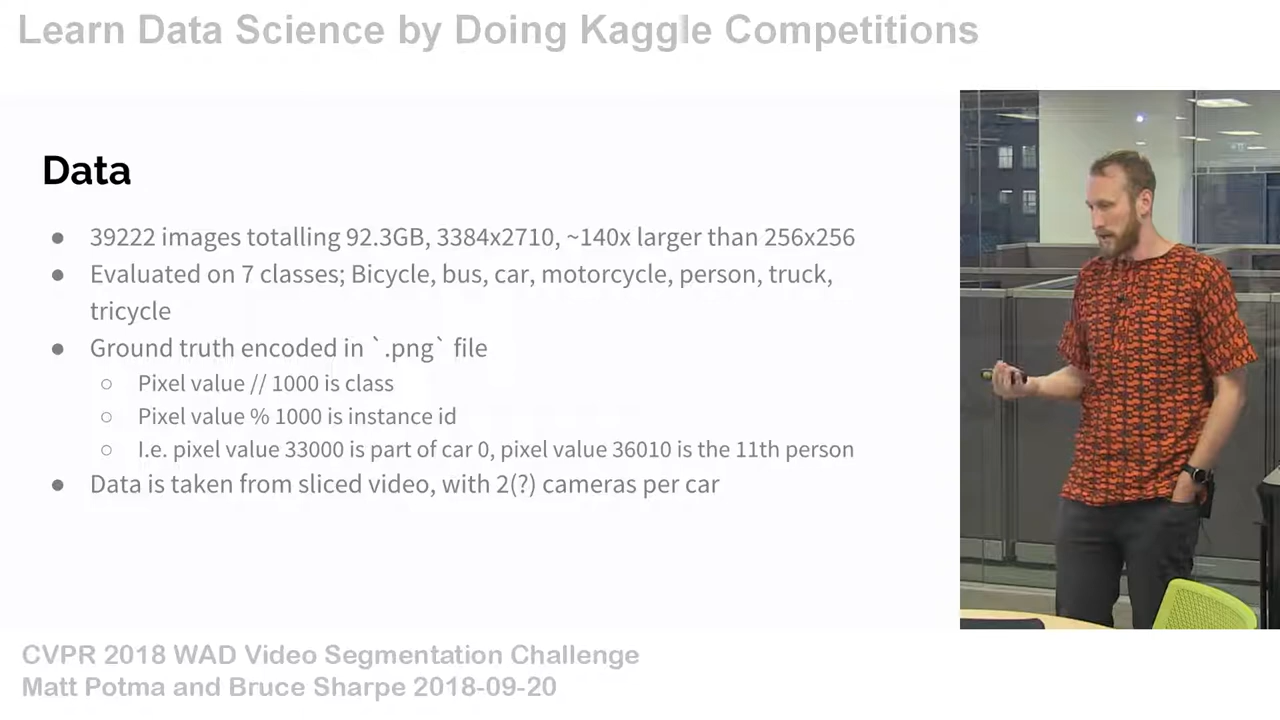 Learn Data Science by Doing Kaggle Competitions
Data
● 39222 images totalling 92.3GB, 3384x2710, ~140x larger than 256x256
● Evaluated on 7 classes; Bicycle, bus, car, motorcycle, person, truck,
tricycle
● Ground truth encoded in `.png` file
○ Pixel value // 1000 is class
○ Pixel value % 1000 is instance id
○ I.e. pixel value 33000 is part of car 0, pixel value 36010 is the 11th person
● Data is taken from sliced video, with 2(?) cameras per car
CVPR 2018 WAD Video Segmentation Challenge
Matt Potma and Bruce Sharpe 2018-09-20